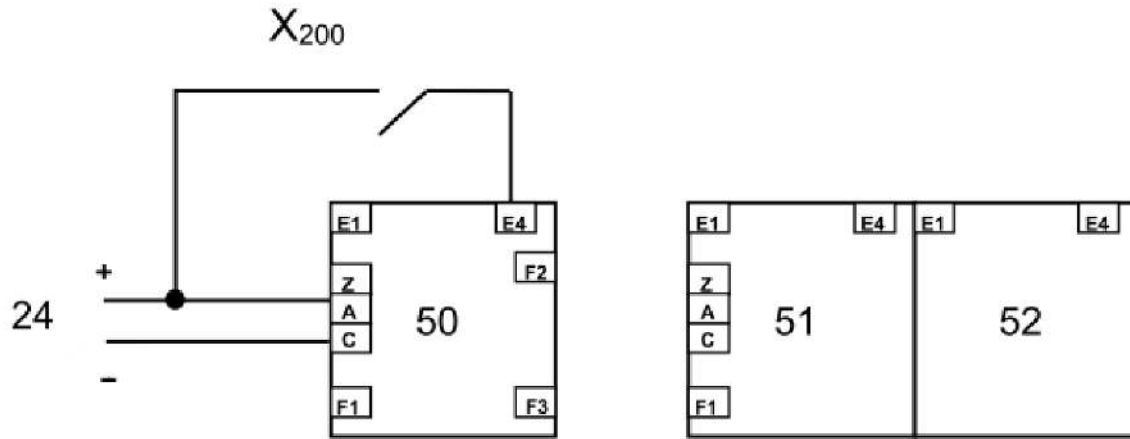 X200
E1 E4 E1 E4 E1 E4
F2
+ Z Z
24 A 50 A 51 52
C C
-
F1 F3 F1